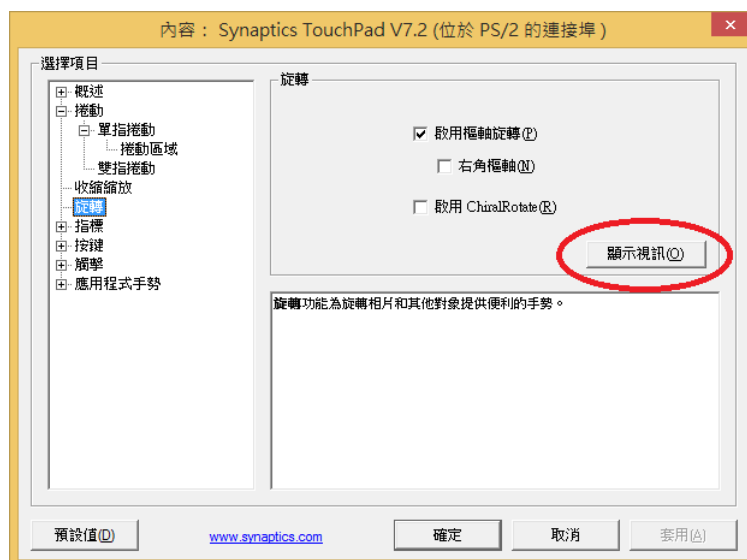 內容： Synaptics TouchPad V7.2 (位於 PS/2 的連接埠 )
選擇項目
概述
捲動
單指捲動
捲動區域
雙指捲動
收縮縮放
旋轉
指標
按鍵
觸擊
應用程式手勢
旋轉
啟用樞軸旋轉(P)
右角樞軸(N)
啟用 ChiralRotate(R)
顯示視訊(O)
旋轉功能為旋轉相片和其他對象提供便利的手勢。
預設值(D)
www.synaptics.com
確定
取消
套用(A)